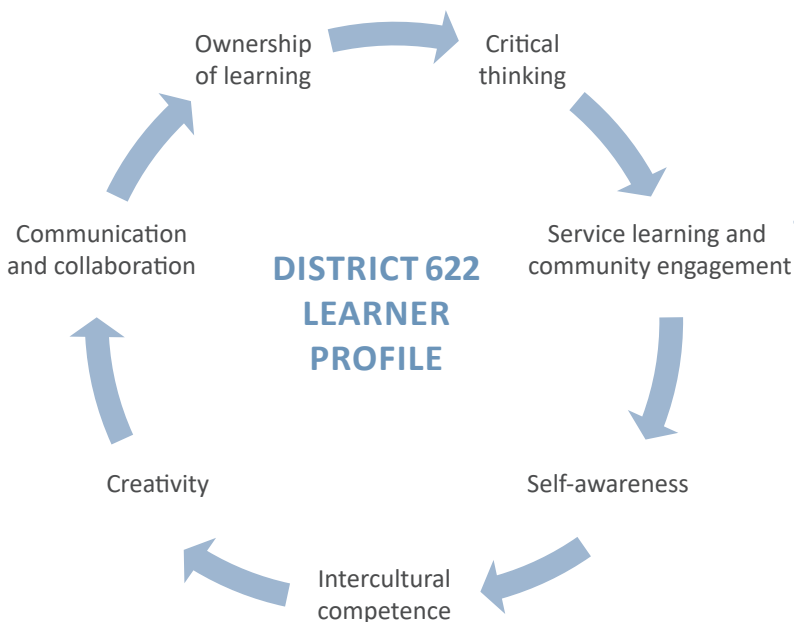 Ownership
of learning
Critical
thinking
Service learning and
community engagement
Self-awareness
Intercultural
competence
Creativity
Communication
and collaboration
DISTRICT 622
LEARNER
PROFILE